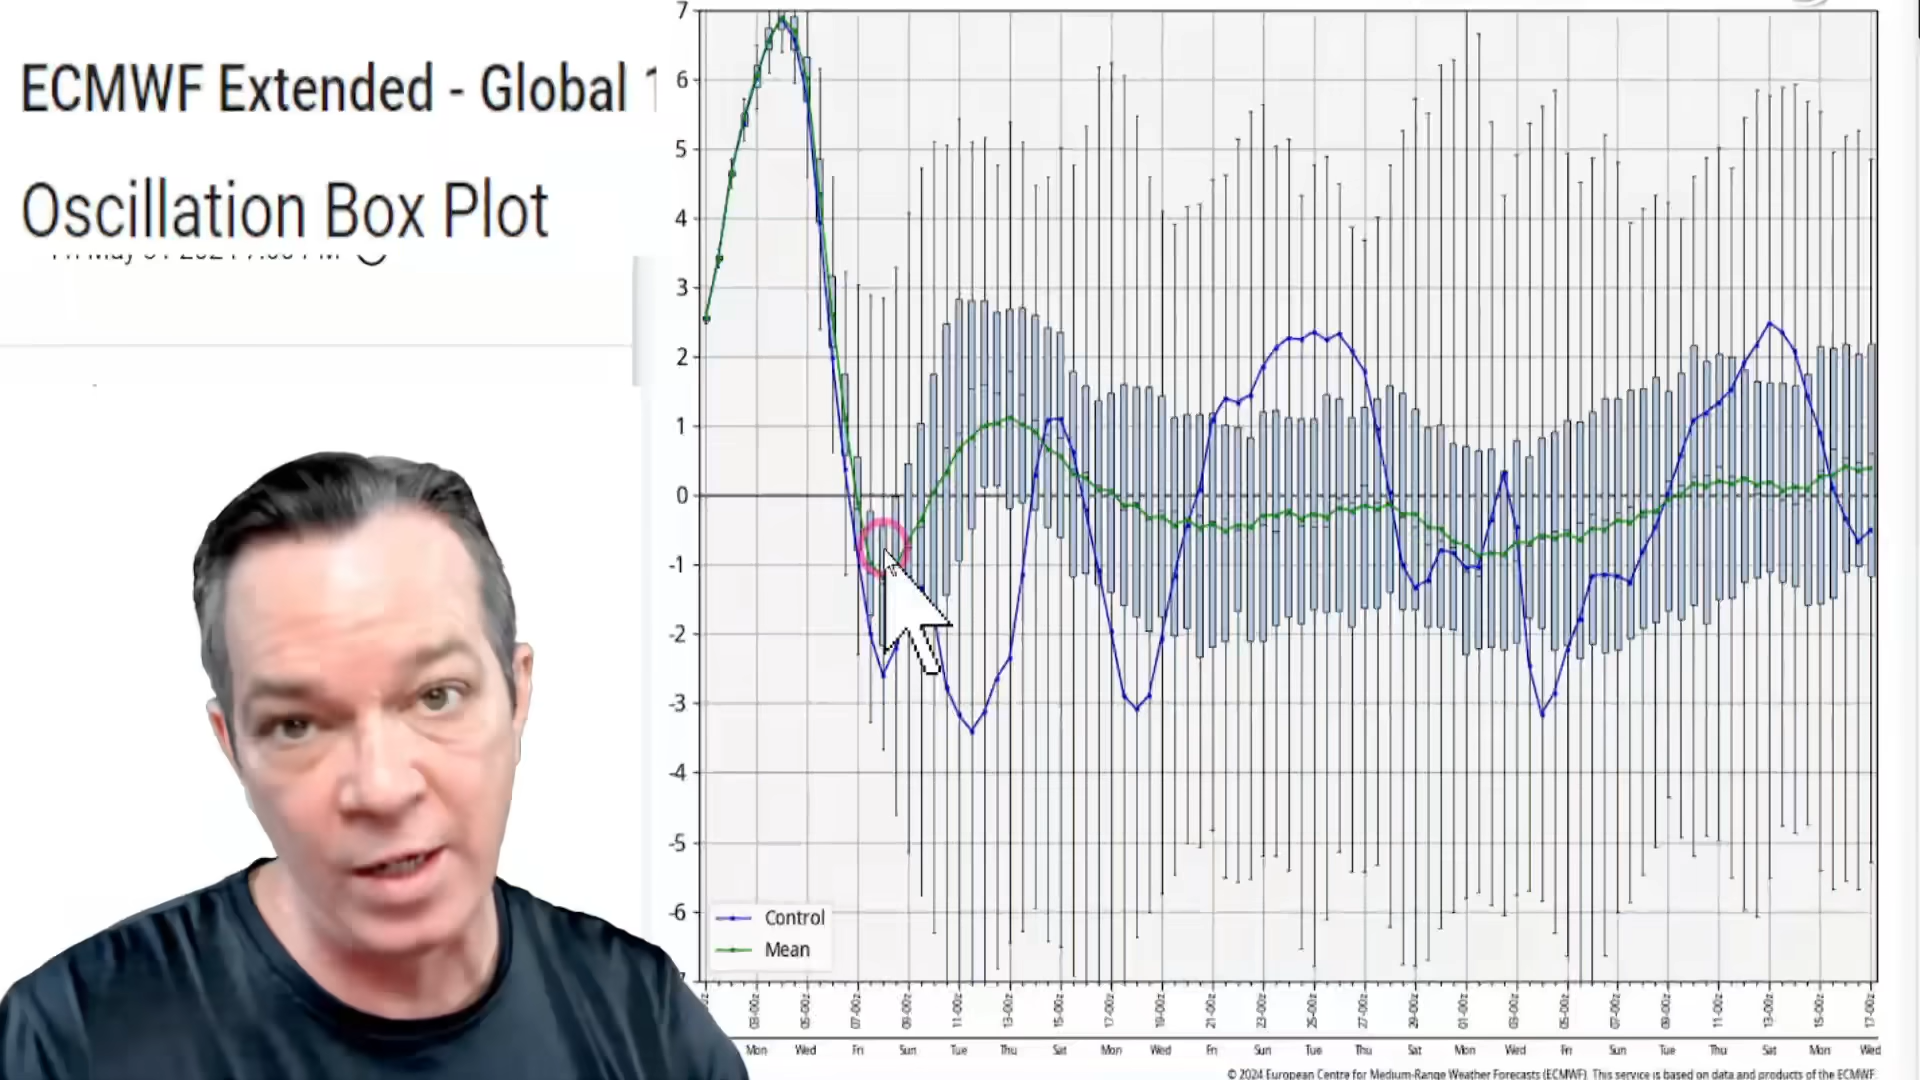 ECMWF Extended - Global
Oscillation Box Plot
7
6
5
4
3
2
1
0
-1
-2
-3
-4
-5
-6
Control
Mean
03-00z 05-00z 07-00z 09-00z 11-00z 13-00z 15-00z 17-00z 19-00z 21-00z 23-00z 25-00z 27-00z 29-00z 01-00z 03-00z 05-00z 07-00z 09-00z 11-00z 13-00z 15-00z 17-00z
Mon Wed Fri Sun Tue Thu Sat Mon Wed Fri Sun Tue Thu Sat Mon Wed Fri Sun Tue Thu Sat Mon Wed
© 2024 European Centre for Medium-Range Weather Forecasts (ECMWF). This service is based on data and products of the ECMWF.